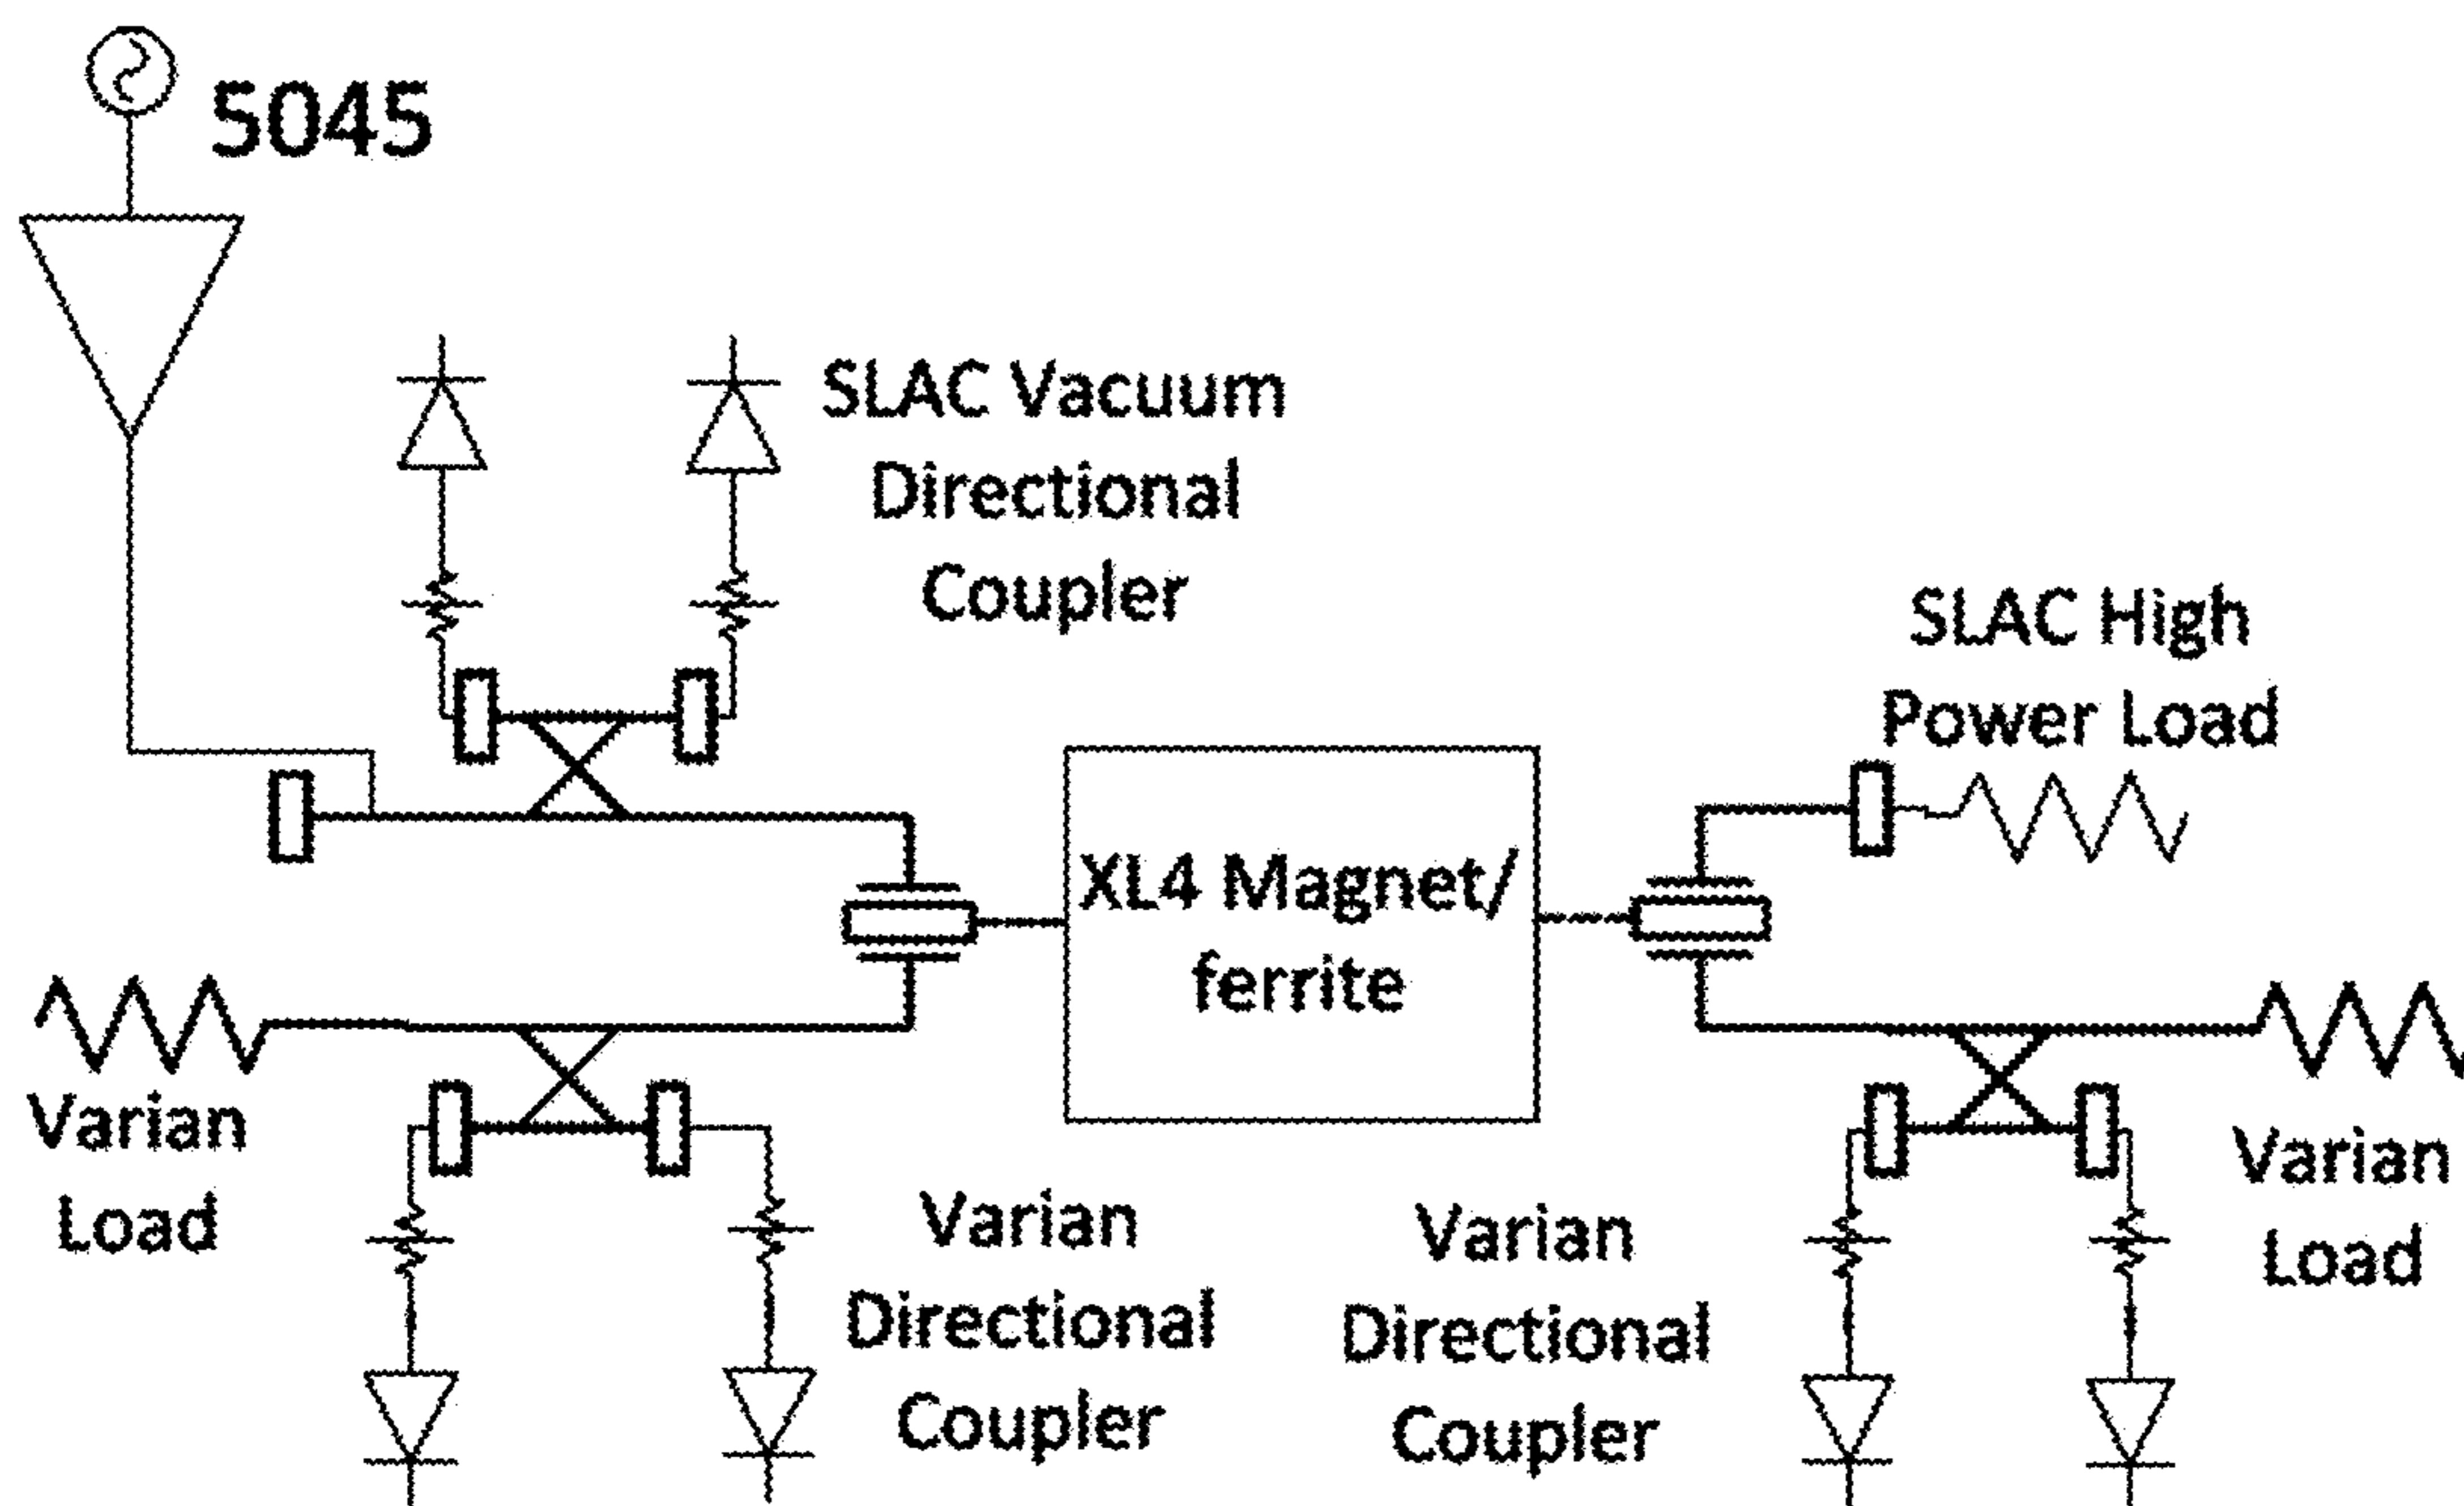 5045
SLAC Vacuum
Directional
Coupler
SLAC High
Power Load
XL4 Magnet/
ferrite
Varian
Load
Varian
Directional
Coupler
Varian
Directional
Coupler
Varian
Load